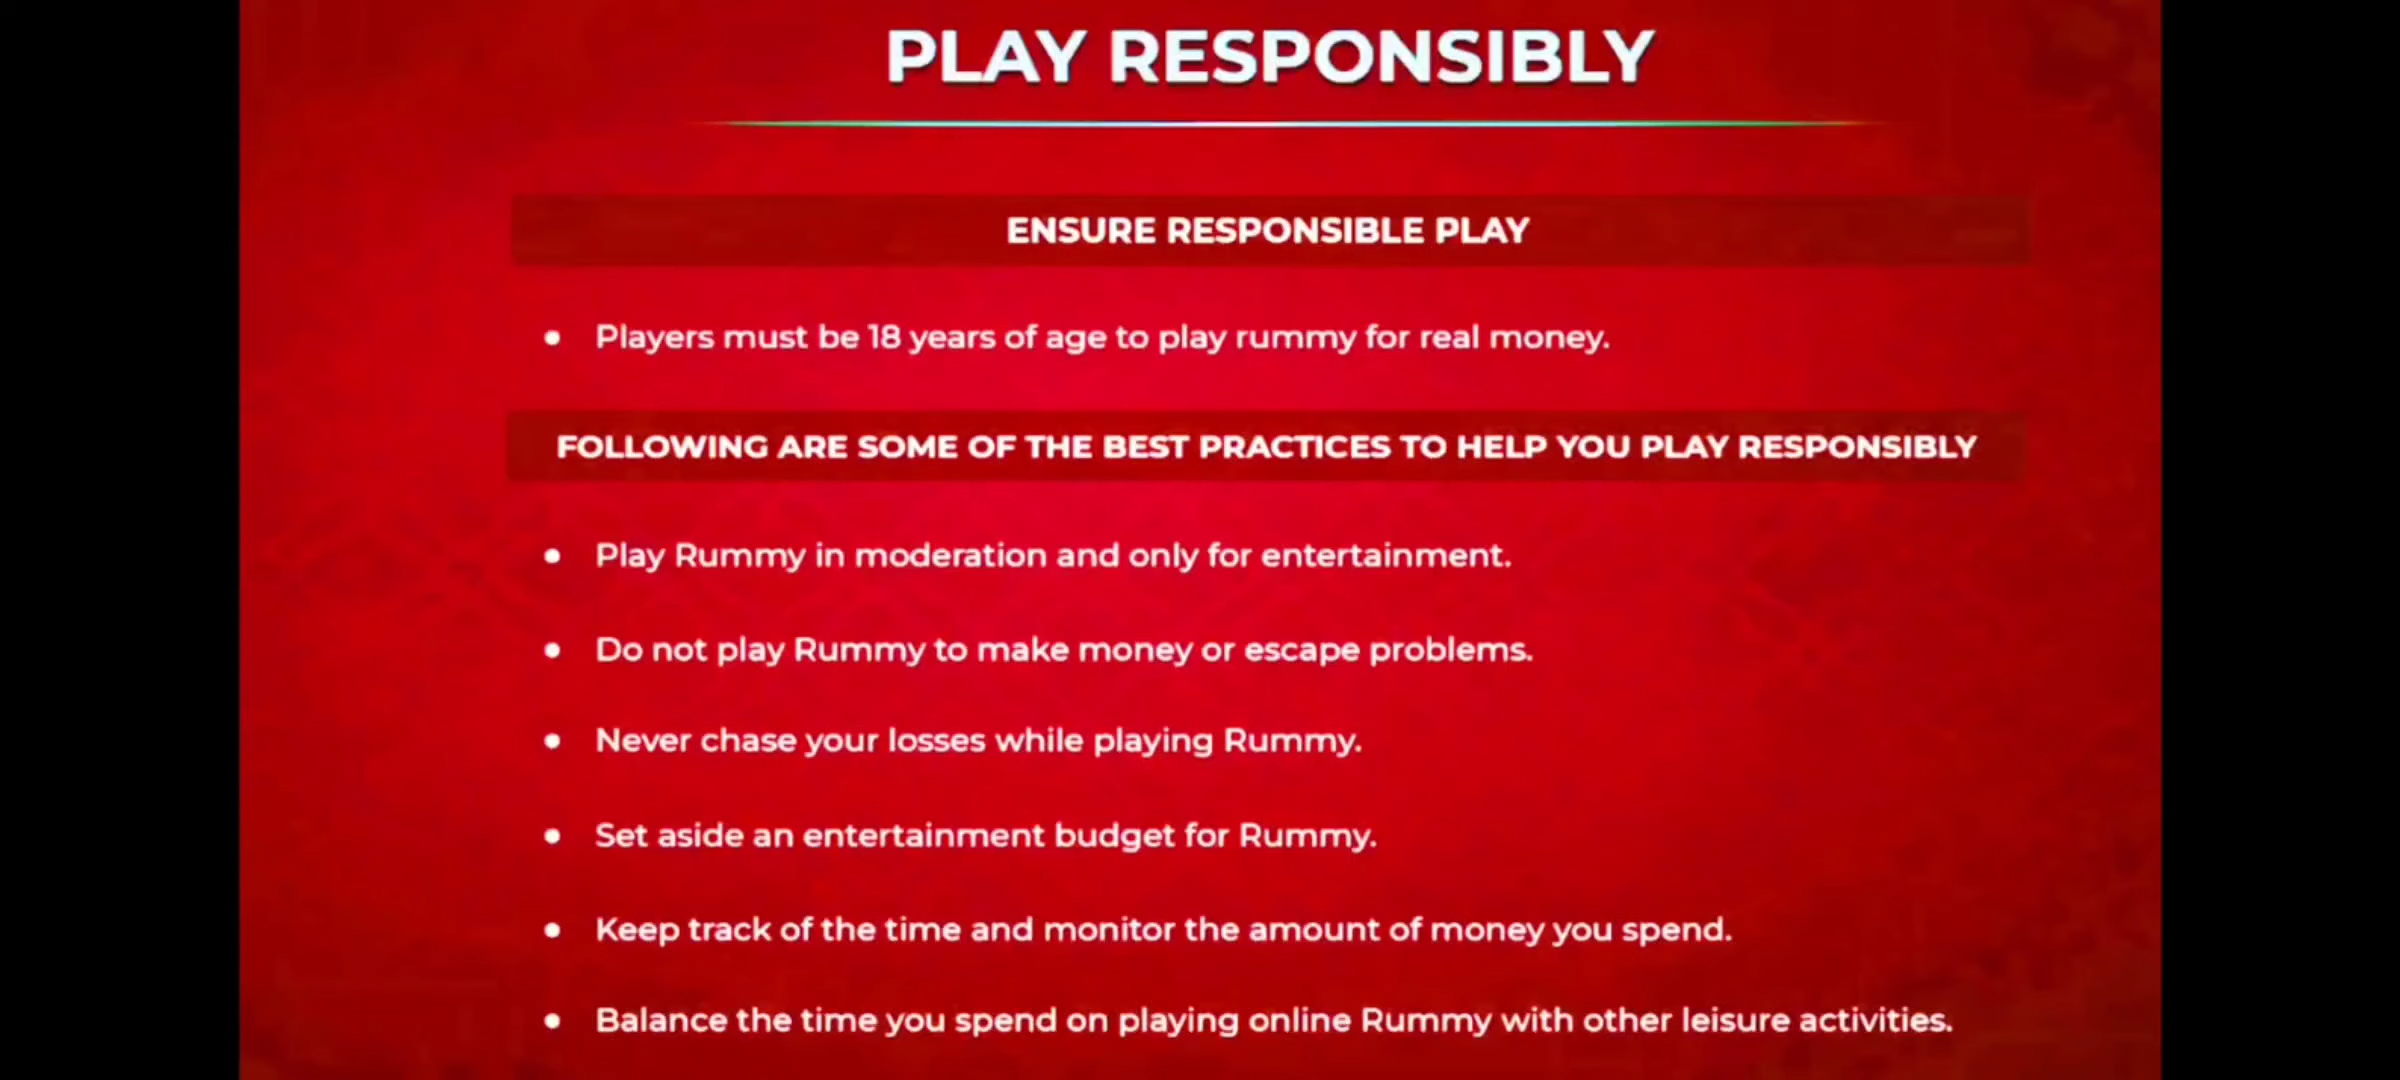 PLAY RESPONSIBLY
ENSURE RESPONSIBLE PLAY
• Players must be 18 years of age to play rummy for real money.
FOLLOWING ARE SOME OF THE BEST PRACTICES TO HELP YOU PLAY RESPONSIBLY
• Play Rummy in moderation and only for entertainment.
• Do not play Rummy to make money or escape problems.
• Never chase your losses while playing Rummy.
• Set aside an entertainment budget for Rummy.
• Keep track of the time and monitor the amount of money you spend.
• Balance the time you spend on playing online Rummy with other leisure activities.